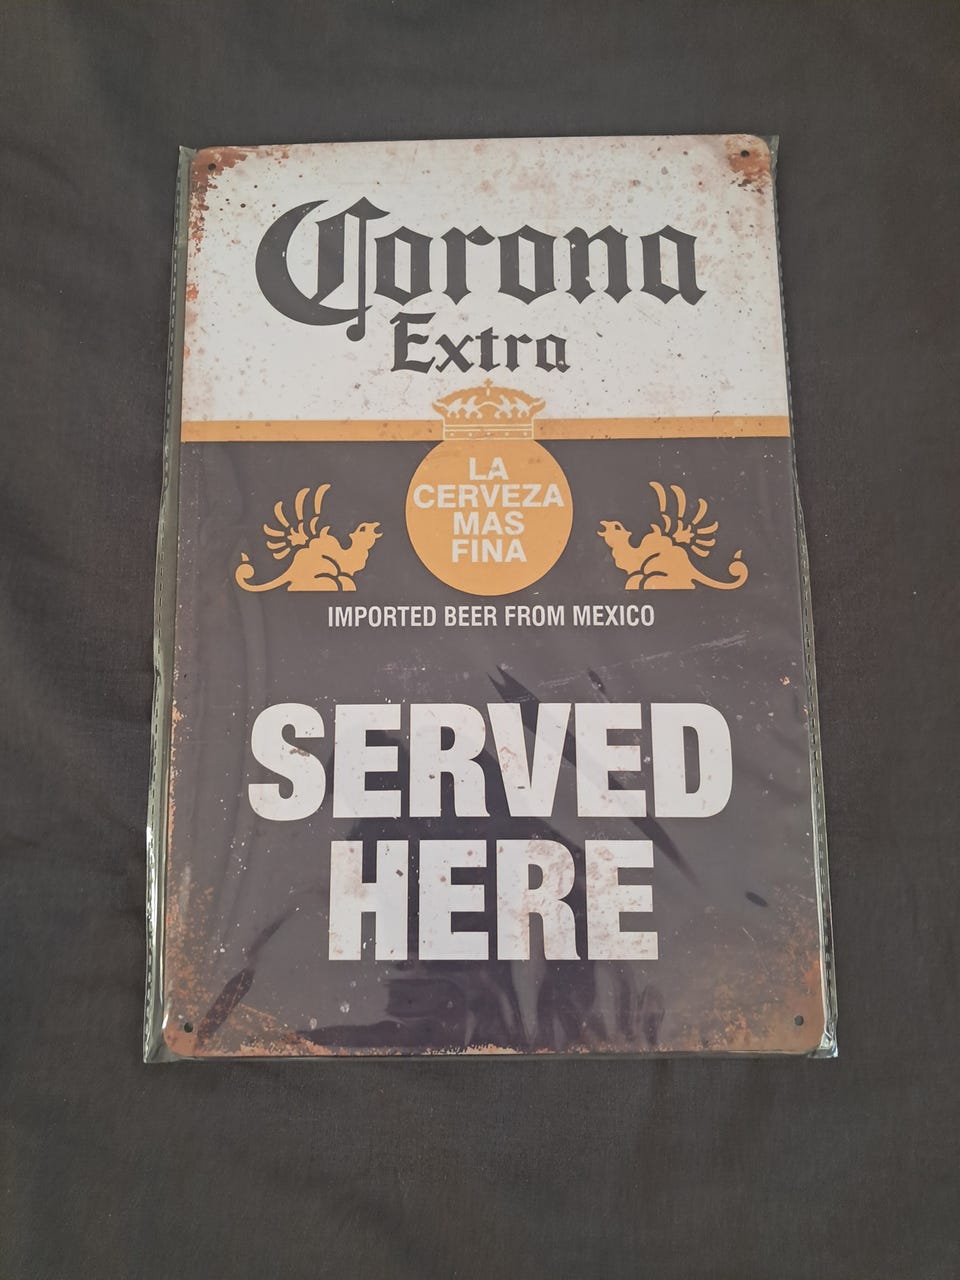 Corona
Extra
LA
CERVEZA
MAS
FINA
IMPORTED BEER FROM MEXICO
SERVED
HERE